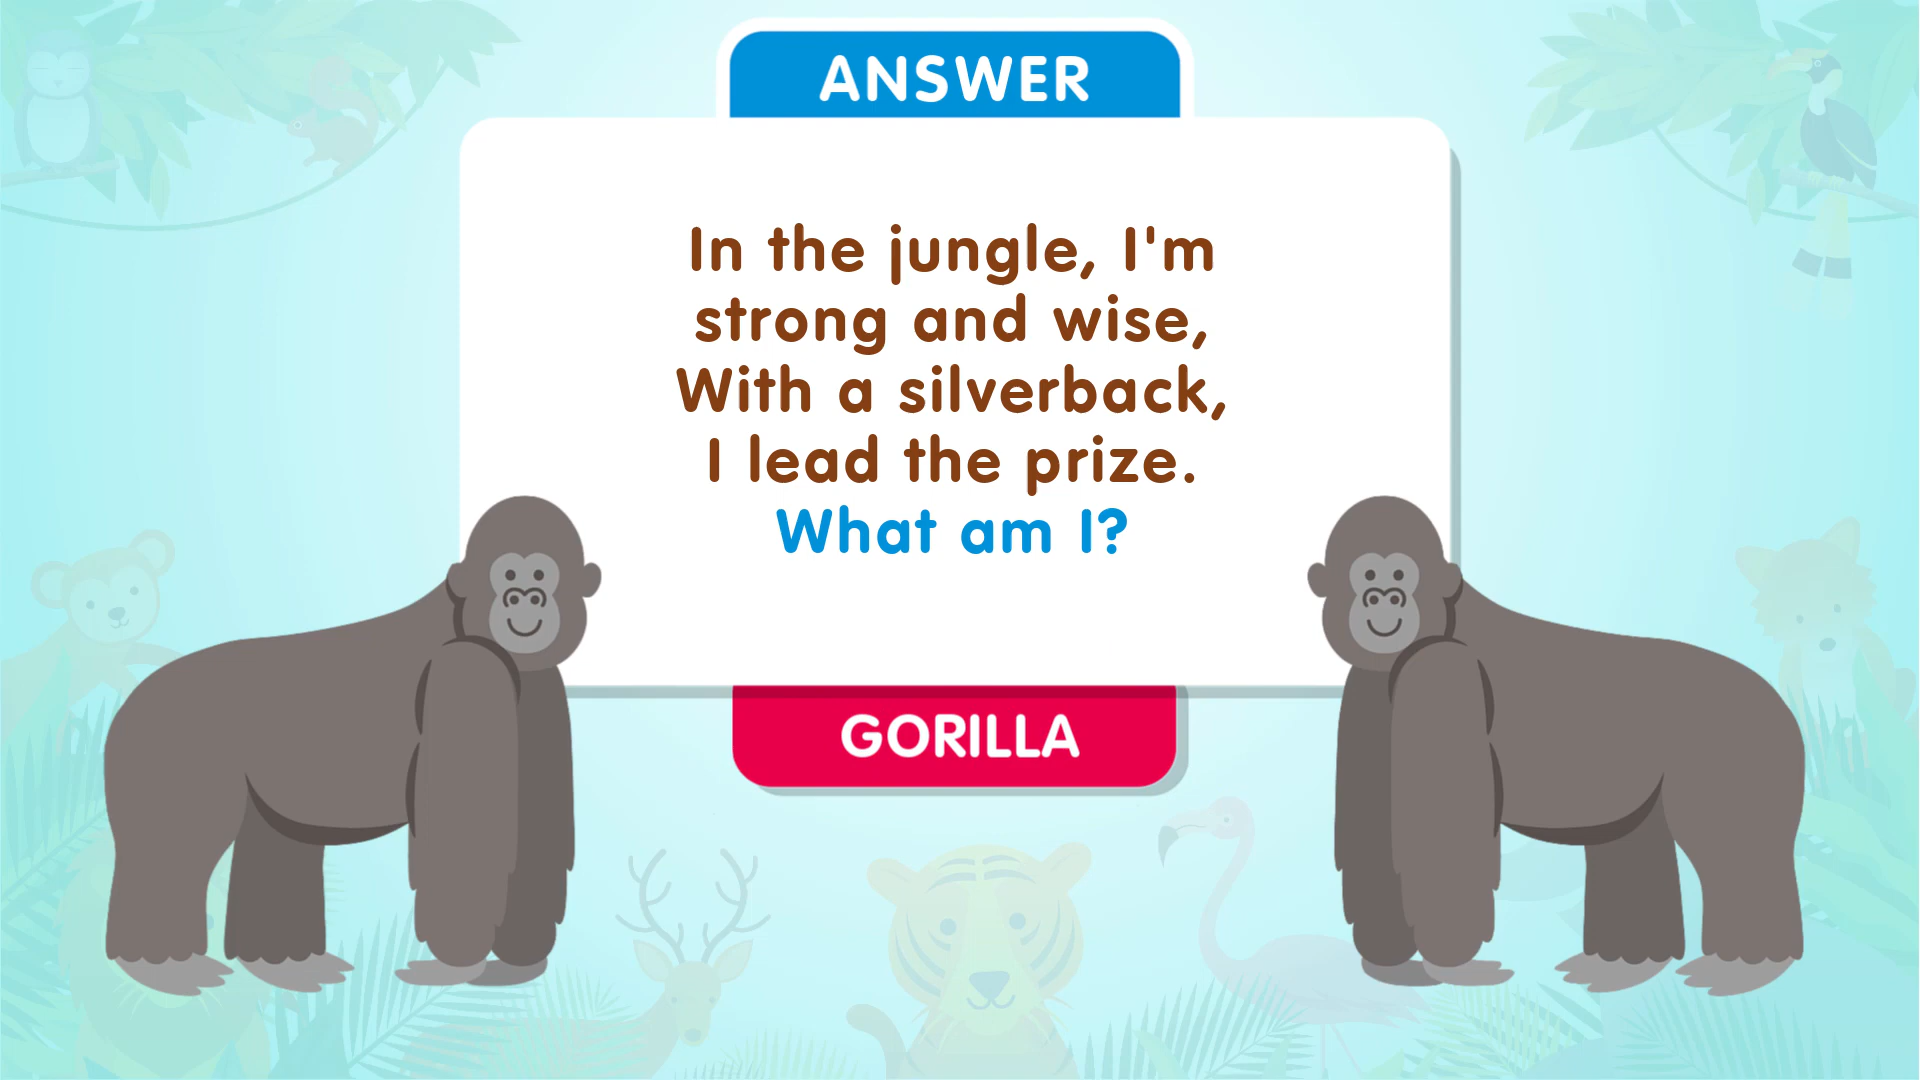 ANSWER
In the jungle, I'm
strong and wise,
With a silverback,
I lead the prize.
What am I?
GORILLA